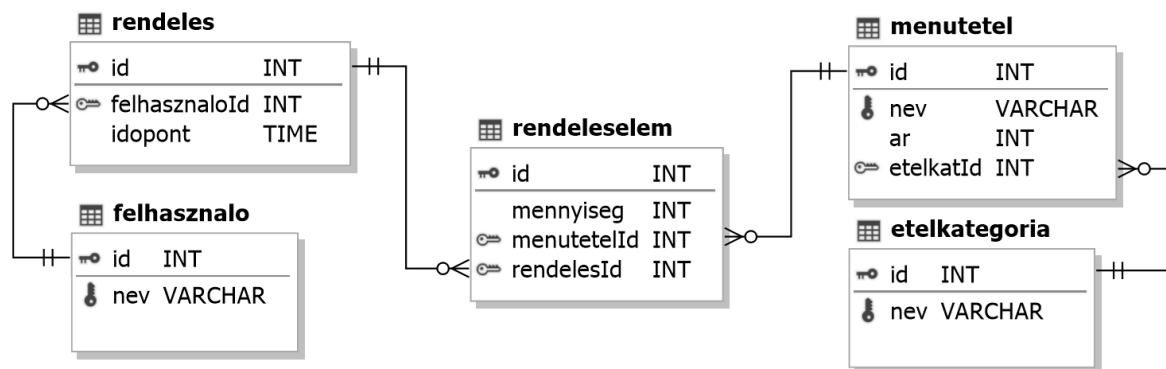 rendeles
id INT
felhasznaloId INT
idopont TIME
felhasznalo
id INT
nev VARCHAR
rendeleselem
id INT
mennyiseg INT
menutetelId INT
rendelesId INT
menutetel
id INT
nev VARCHAR
ar INT
etelkatId INT
etelkategoria
id INT
nev VARCHAR